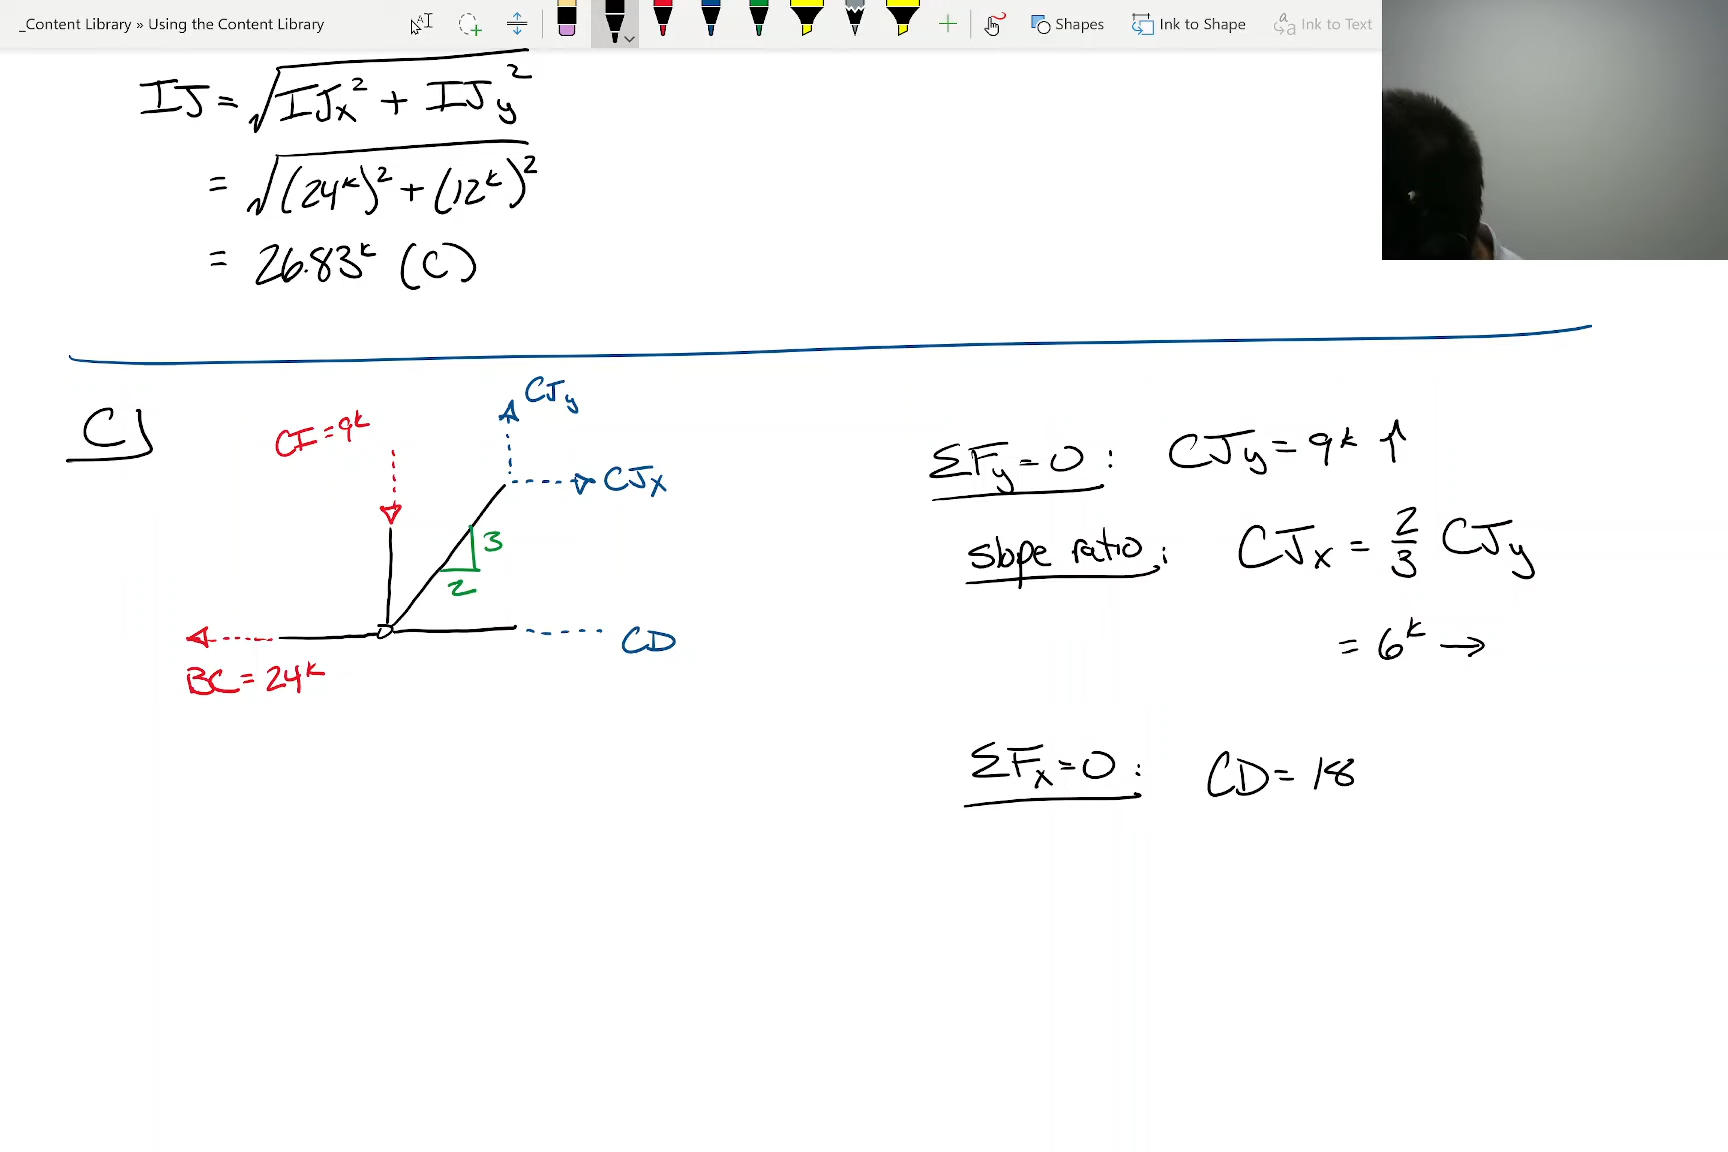 _Content Library » Using the Content Library
Shapes
Ink to Shape
Ink to Text
IJ = √(IJx² + IJy²)
= √((24ᵏ)² + (12ᵏ)²)
= 26.83ᵏ (C)
C)
CI = 9ᵏ
CJy
CJx
3
2
CD
BC = 24ᵏ
ΣFy = 0 : CJy = 9ᵏ ↑
slope ratio: CJx = 2/3 CJy
= 6ᵏ →
ΣFx = 0 : CD = 18